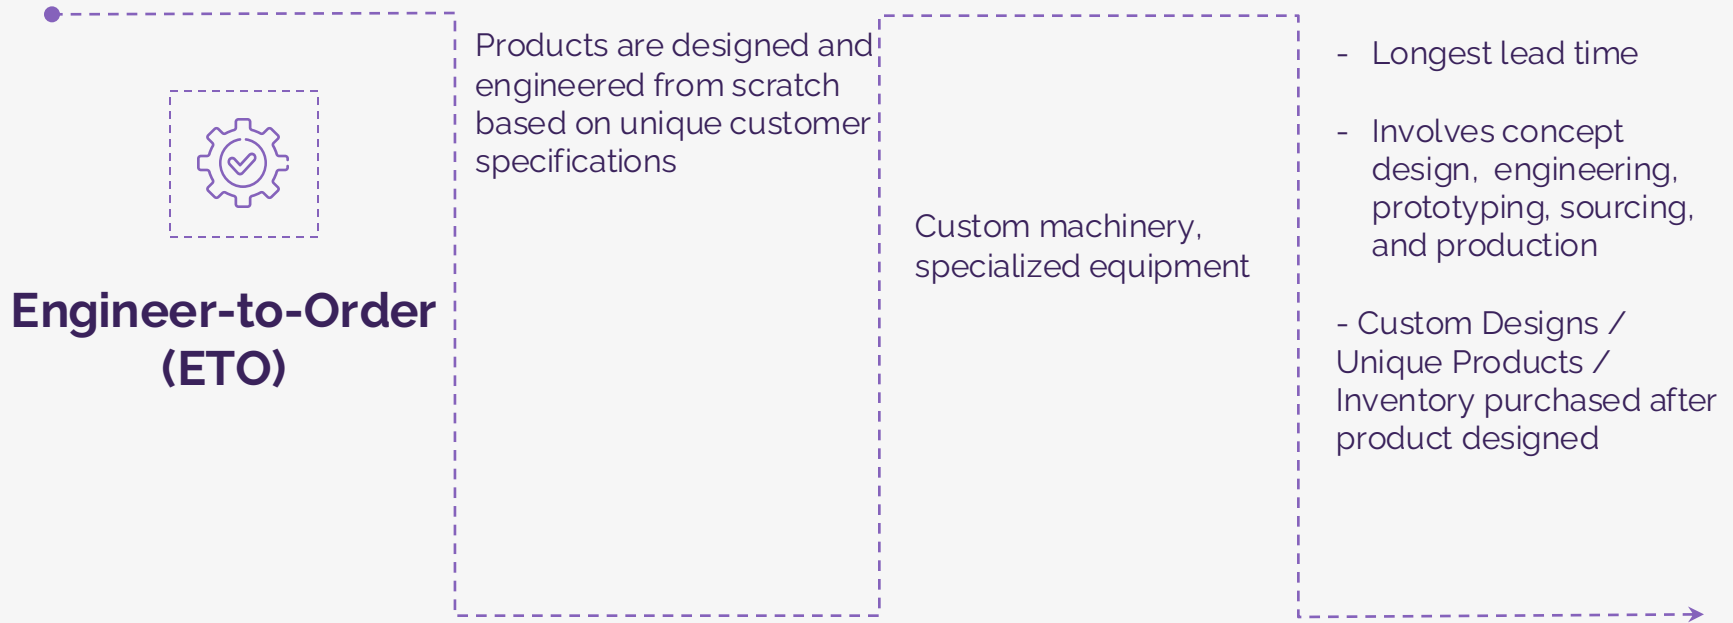 Engineer-to-Order
(ETO)
Products are designed and
engineered from scratch
based on unique customer
specifications
Custom machinery,
specialized equipment
- Longest lead time
- Involves concept
design, engineering,
prototyping, sourcing,
and production
- Custom Designs /
Unique Products /
Inventory purchased after
product designed